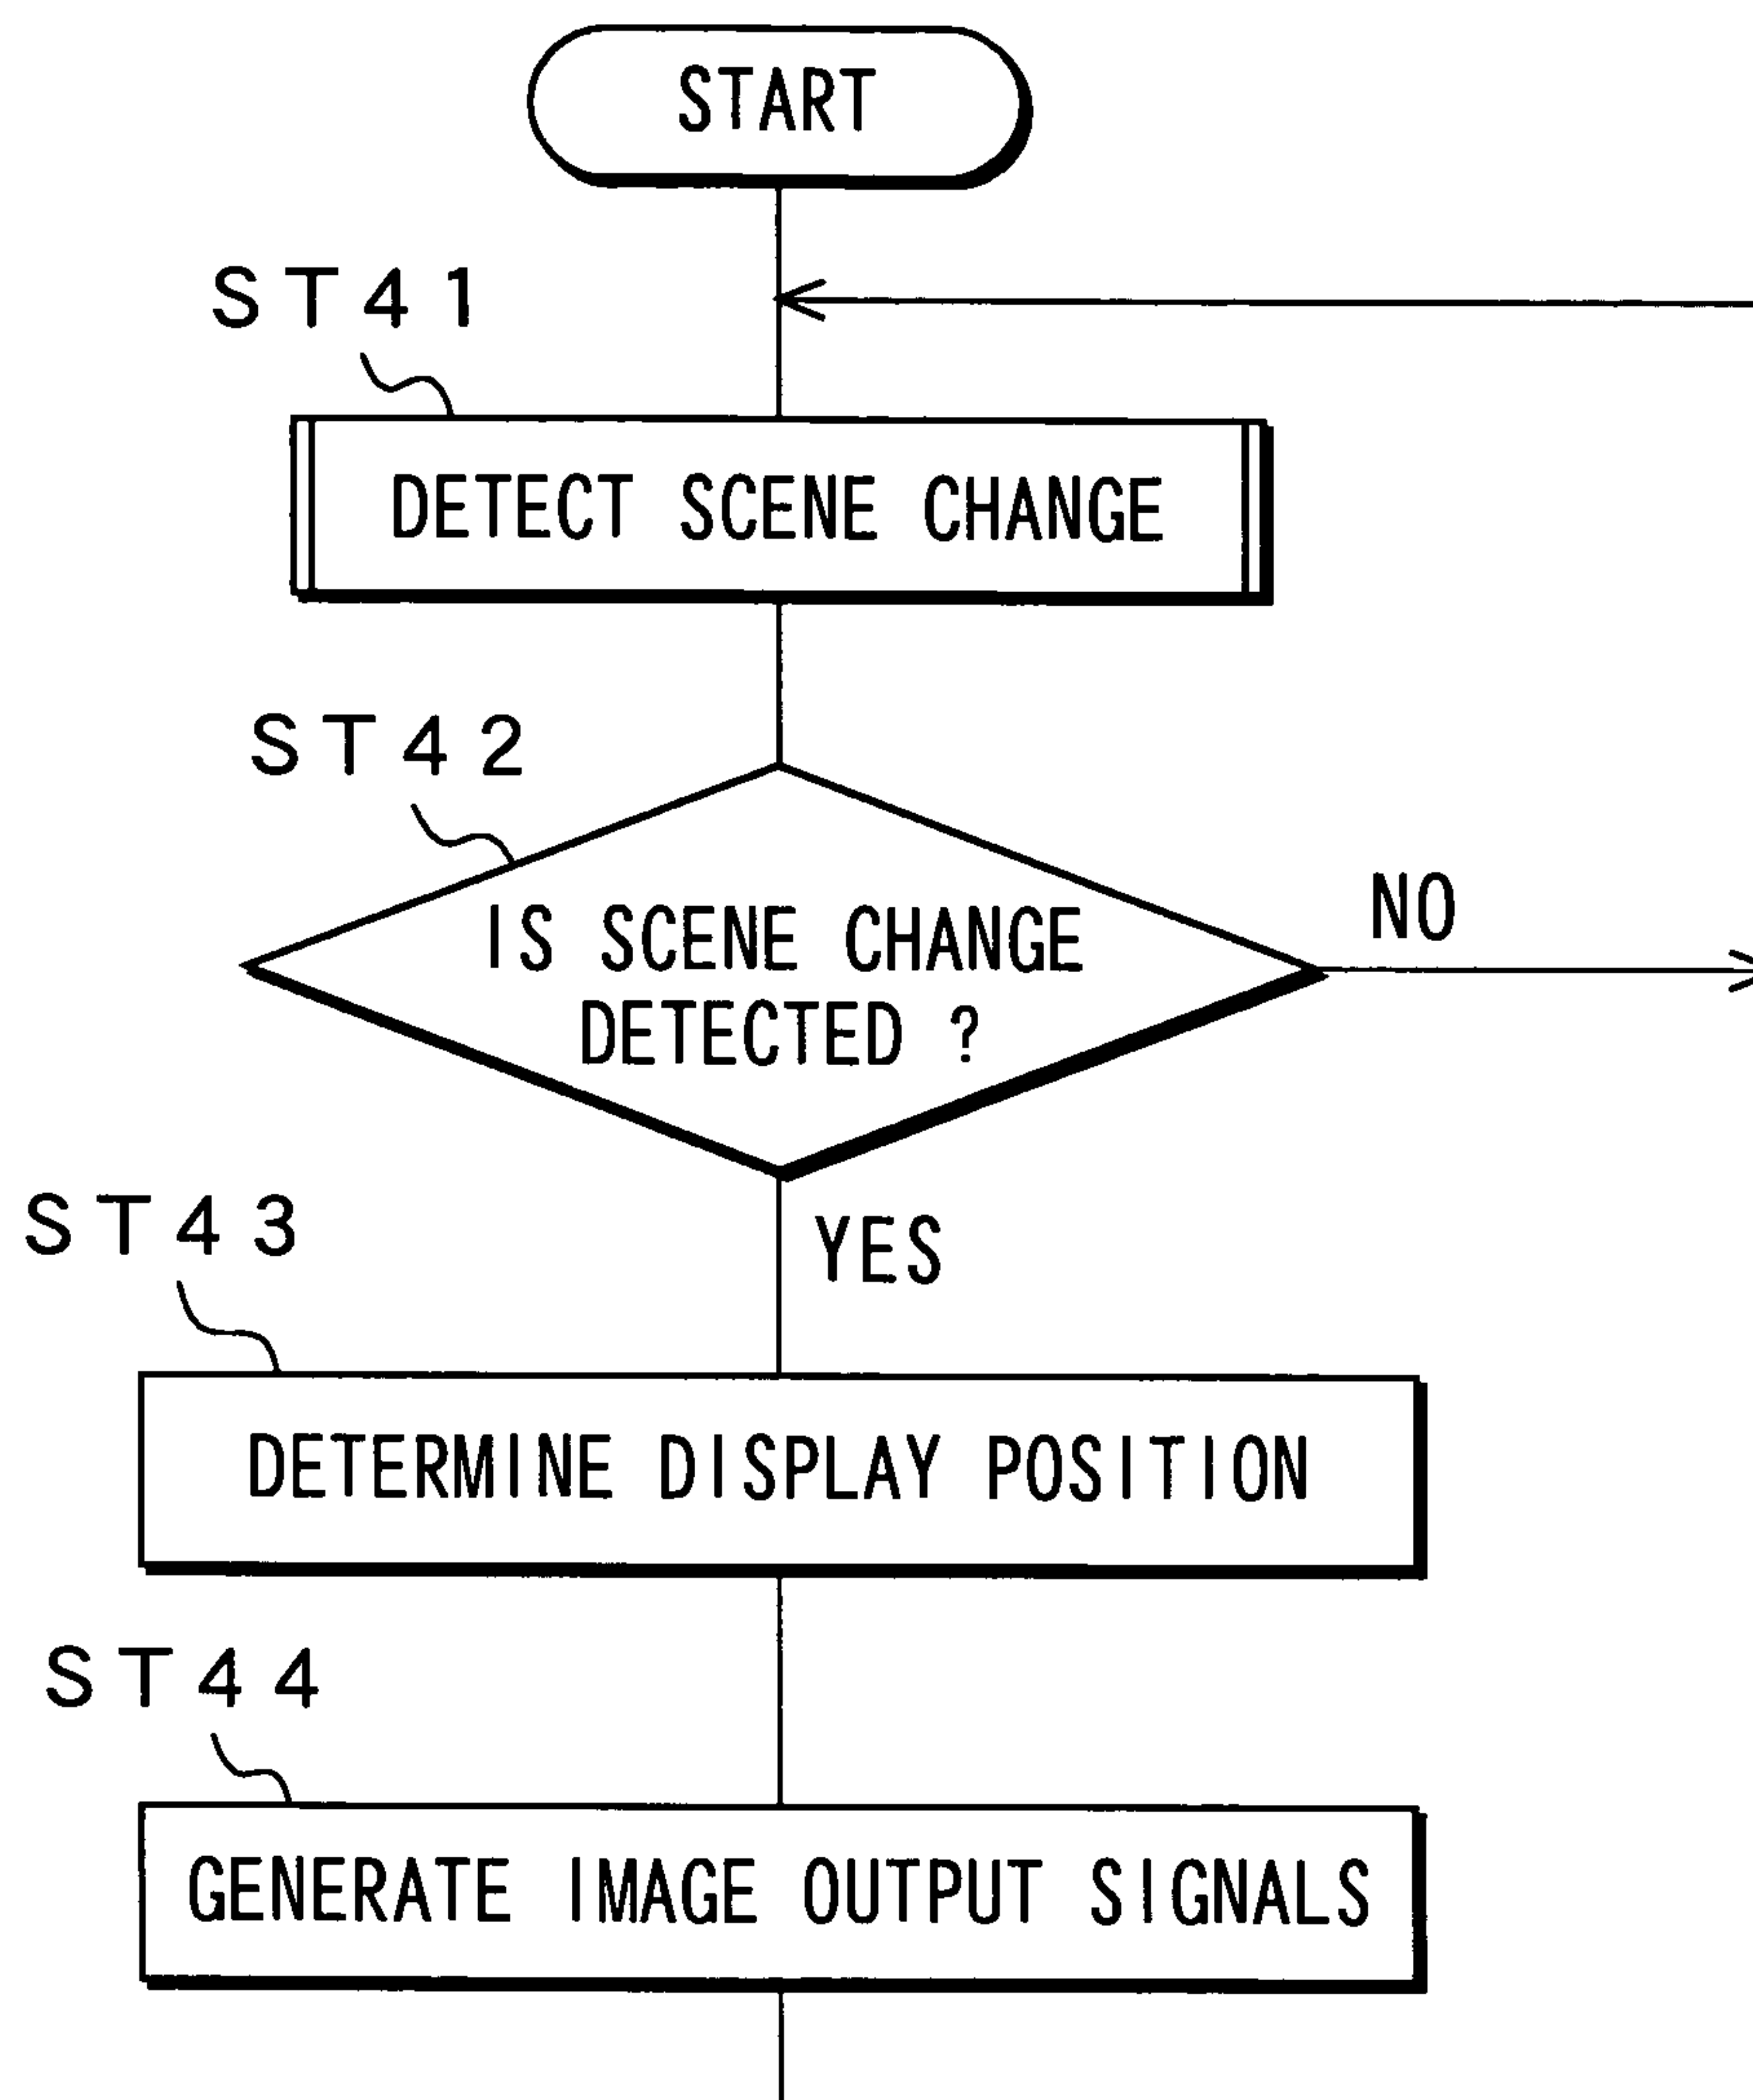 START
ST41
DETECT SCENE CHANGE
ST42
IS SCENE CHANGE
DETECTED ?
NO
YES
ST43
DETERMINE DISPLAY POSITION
ST44
GENERATE IMAGE OUTPUT SIGNALS